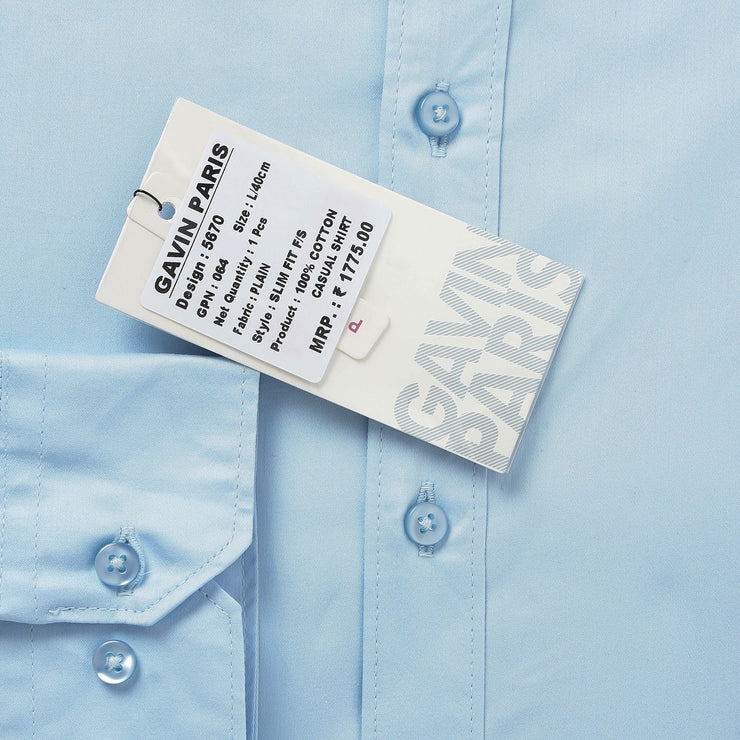 GAVIN PARIS
Design : 5670 Size : L/40cm
GPN : 064
Net Quantity : 1 Pcs
Fabric : PLAIN
Style : SLIM FIT F/S
Product : 100% COTTON
CASUAL SHIRT
MRP. : ₹ 1775.00
P
GAVIN
PARIS